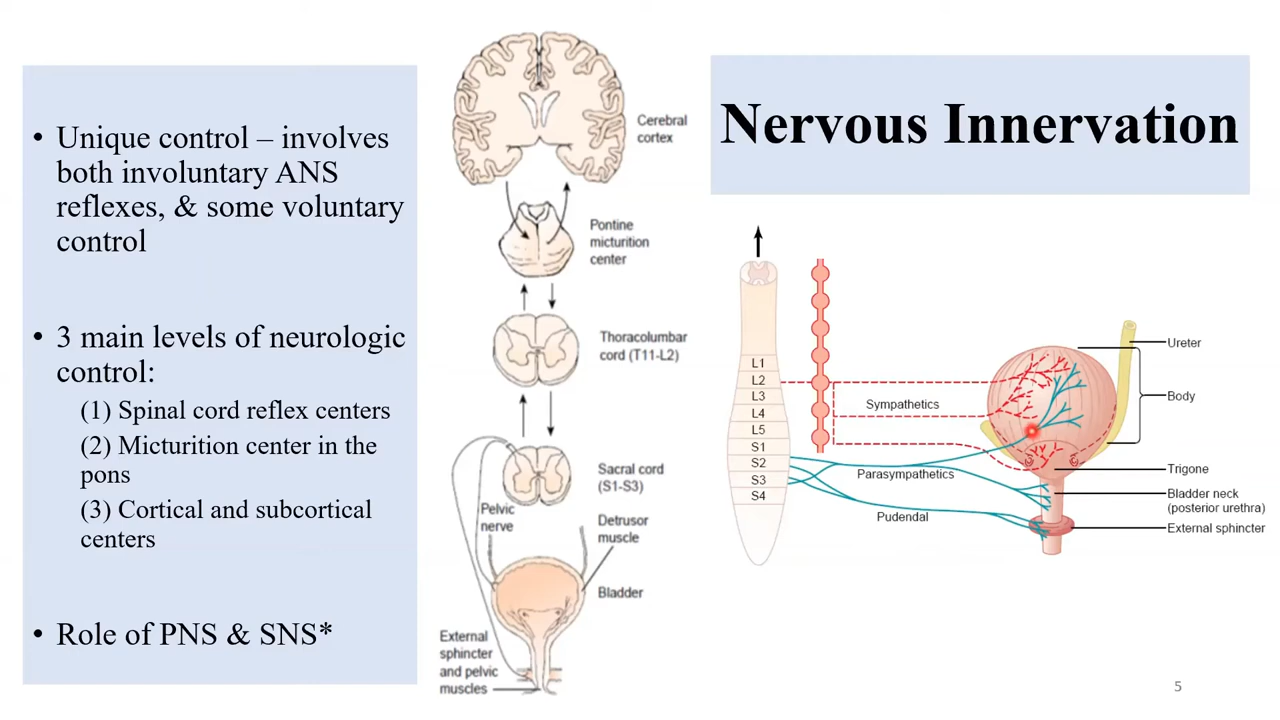 Nervous Innervation
• Unique control – involves
both involuntary ANS
reflexes, & some voluntary
control
• 3 main levels of neurologic
control:
(1) Spinal cord reflex centers
(2) Micturition center in the
pons
(3) Cortical and subcortical
centers
• Role of PNS & SNS*
Cerebral
cortex
Pontine
micturition
center
Thoracolumbar
cord (T11-L2)
Sacral cord
(S1-S3)
Pelvic
nerve
Detrusor
muscle
Bladder
External
sphincter
and pelvic
muscles
L1
L2
L3
L4
L5
S1
S2
S3
S4
Sympathetics
Parasympathetics
Pudendal
Ureter
Body
Trigone
Bladder neck
(posterior urethra)
External sphincter
5